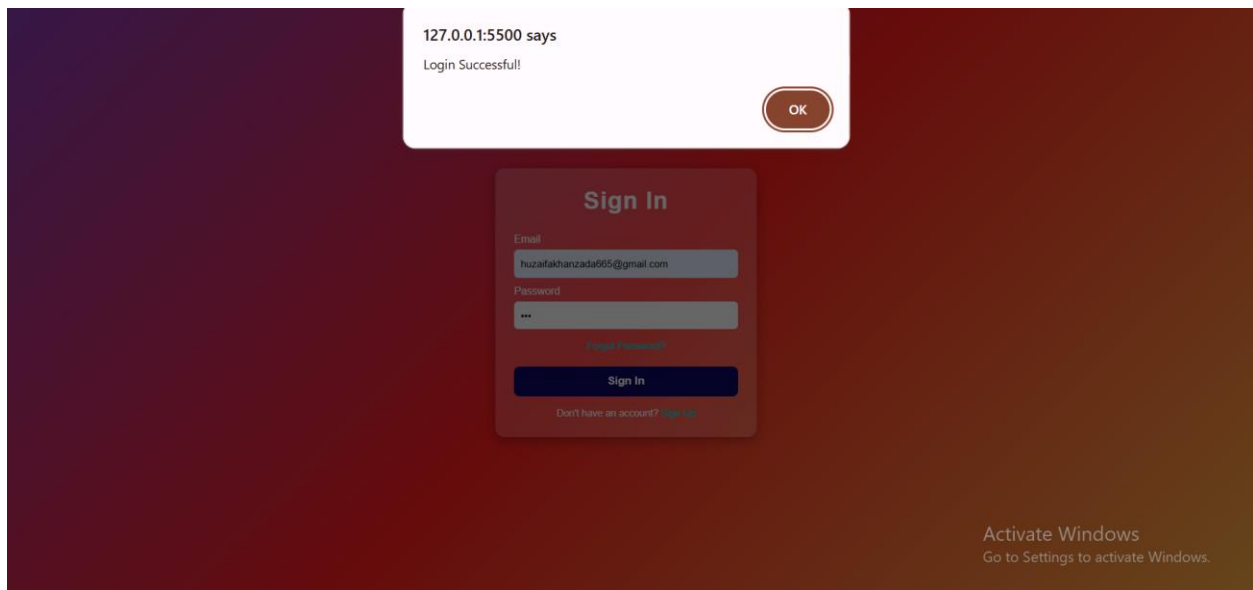 127.0.0.1:5500 says
Login Successful!
OK
Sign In
Email
huzaifakhanzada665@gmail.com
Password
•••
Forgot Password?
Sign In
Don't have an account? Sign Up
Activate Windows
Go to Settings to activate Windows.